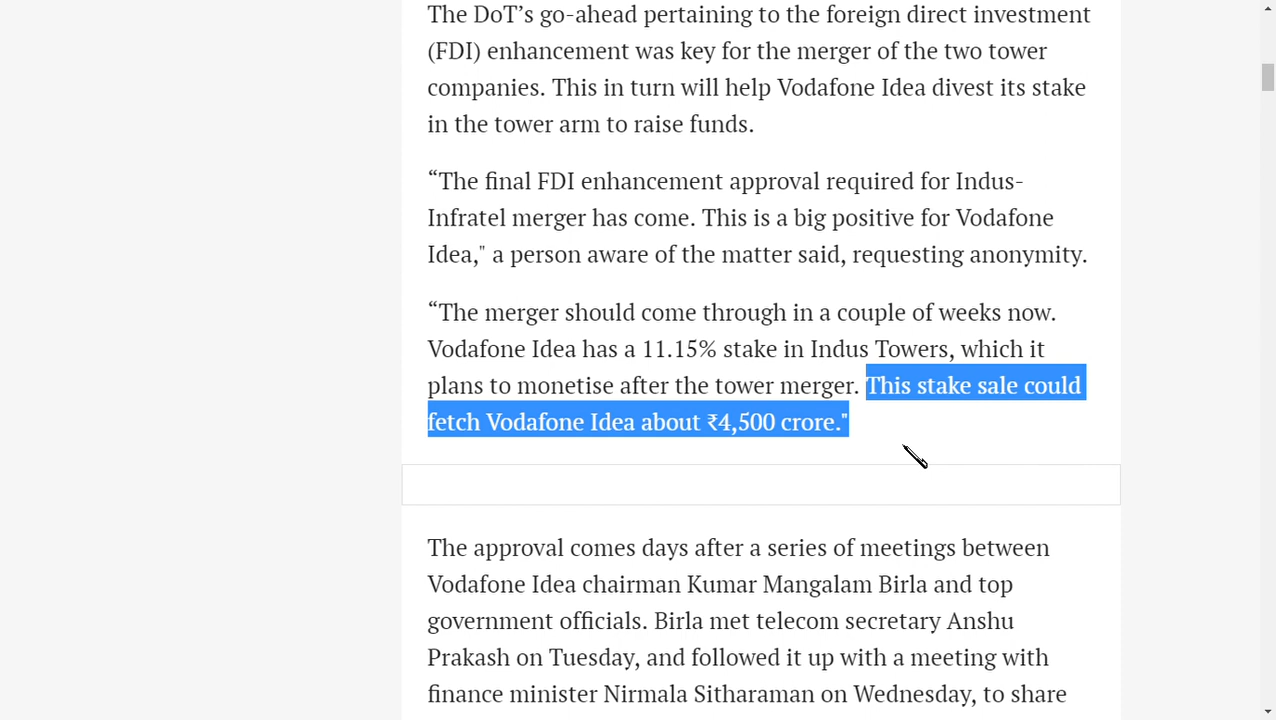 The DoT’s go-ahead pertaining to the foreign direct investment
(FDI) enhancement was key for the merger of the two tower
companies. This in turn will help Vodafone Idea divest its stake
in the tower arm to raise funds.
“The final FDI enhancement approval required for Indus-
Infratel merger has come. This is a big positive for Vodafone
Idea," a person aware of the matter said, requesting anonymity.
“The merger should come through in a couple of weeks now.
Vodafone Idea has a 11.15% stake in Indus Towers, which it
plans to monetise after the tower merger. This stake sale could
fetch Vodafone Idea about ₹4,500 crore."
The approval comes days after a series of meetings between
Vodafone Idea chairman Kumar Mangalam Birla and top
government officials. Birla met telecom secretary Anshu
Prakash on Tuesday, and followed it up with a meeting with
finance minister Nirmala Sitharaman on Wednesday, to share